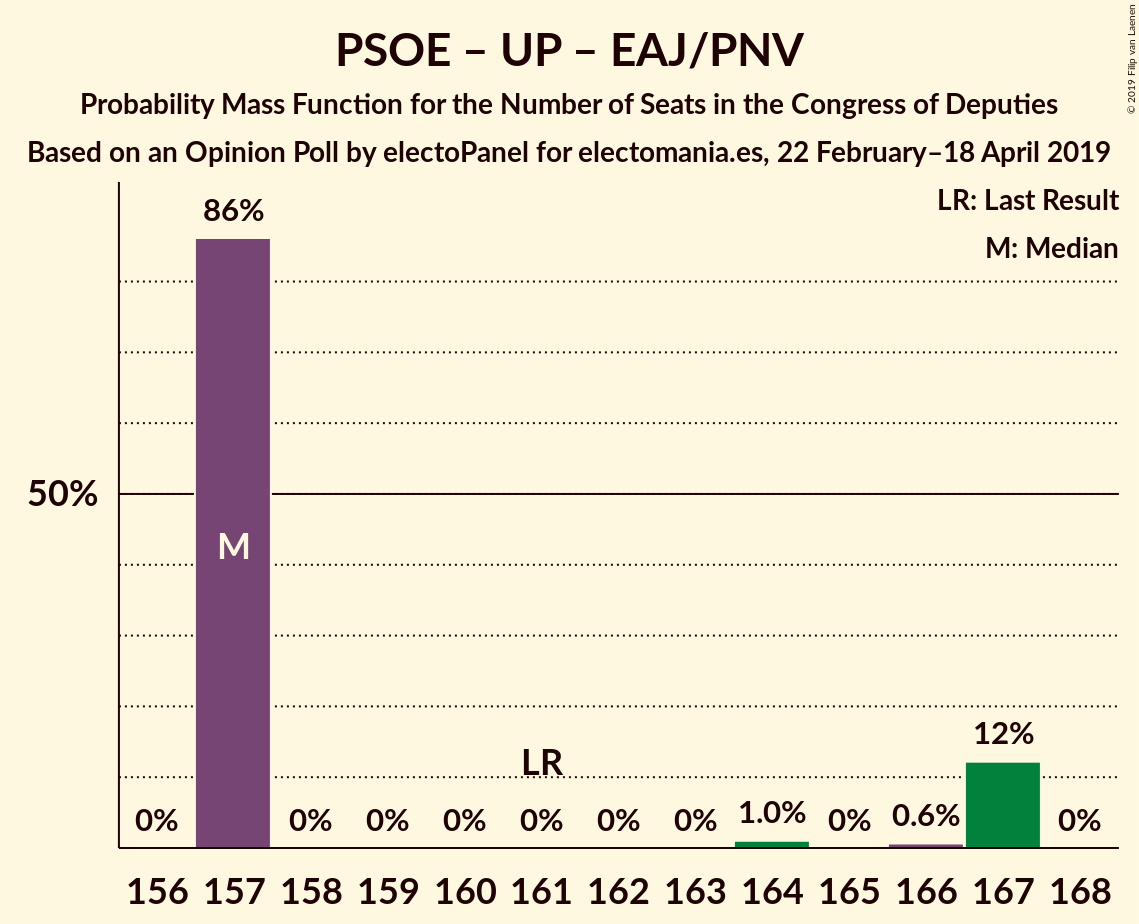 PSOE – UP – EAJ/PNV
Probability Mass Function for the Number of Seats in the Congress of Deputies
Based on an Opinion Poll by electoPanel for electomania.es, 22 February–18 April 2019
© 2019 Filip van Laenen
LR: Last Result
M: Median
86%
50%
M
LR
0% 0% 0% 0% 0% 0% 0% 1.0% 0% 0.6% 12% 0%
156 157 158 159 160 161 162 163 164 165 166 167 168